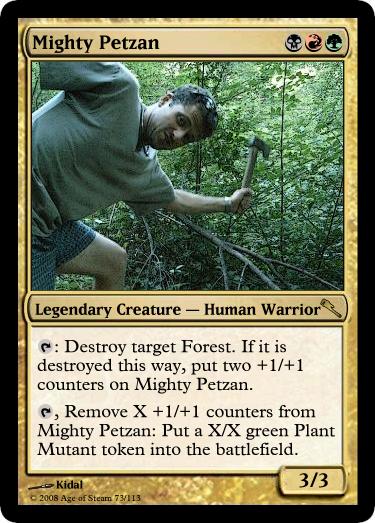 Mighty Petzan
Legendary Creature — Human Warrior
: Destroy target Forest. If it is
destroyed this way, put two +1/+1
counters on Mighty Petzan.
, Remove X +1/+1 counters from
Mighty Petzan: Put a X/X green Plant
Mutant token into the battlefield.
3/3
Kidal
© 2008 Age of Steam 73/113